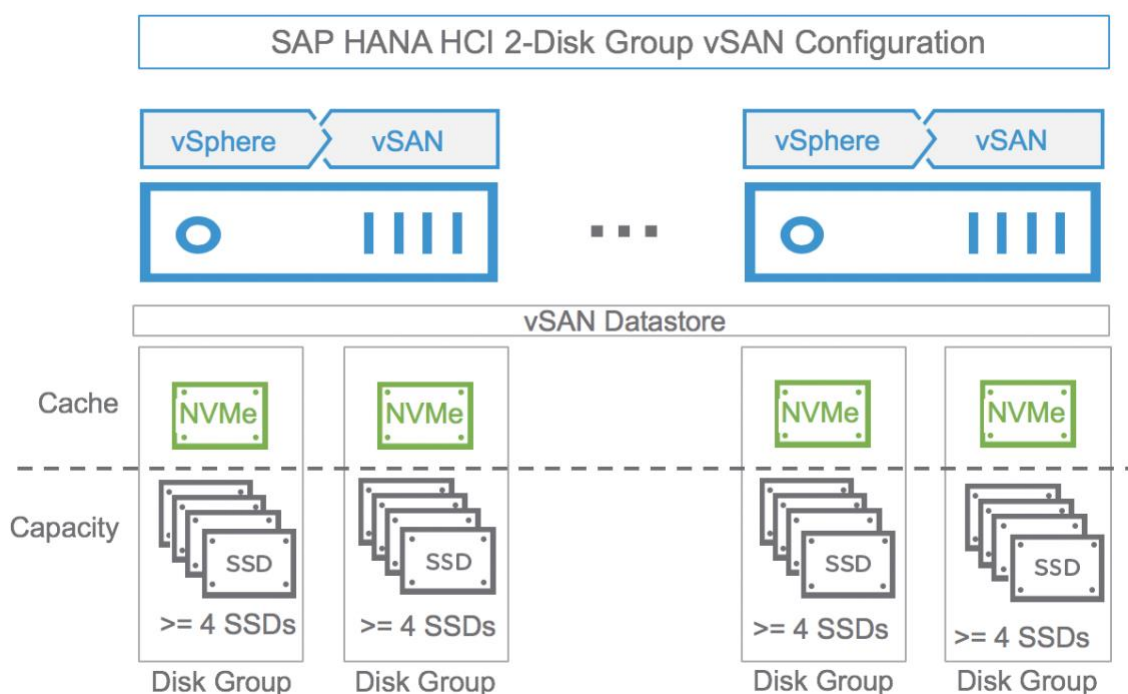 SAP HANA HCI 2-Disk Group vSAN Configuration
vSphere vSAN vSphere vSAN
vSAN Datastore
Cache NVMe NVMe NVMe NVMe
Capacity SSD SSD SSD SSD
>= 4 SSDs >= 4 SSDs >= 4 SSDs >= 4 SSDs
Disk Group Disk Group Disk Group Disk Group